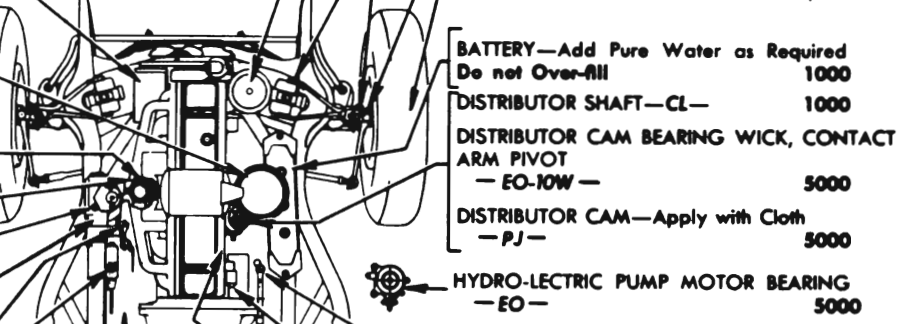 BATTERY—Add Pure Water as Required
Do not Over-fill 1000
DISTRIBUTOR SHAFT—CL— 1000
DISTRIBUTOR CAM BEARING WICK, CONTACT
ARM PIVOT
—EO-10W— 5000
DISTRIBUTOR CAM—Apply with Cloth
—PJ— 5000
HYDRO-LECTRIC PUMP MOTOR BEARING
—EO— 5000